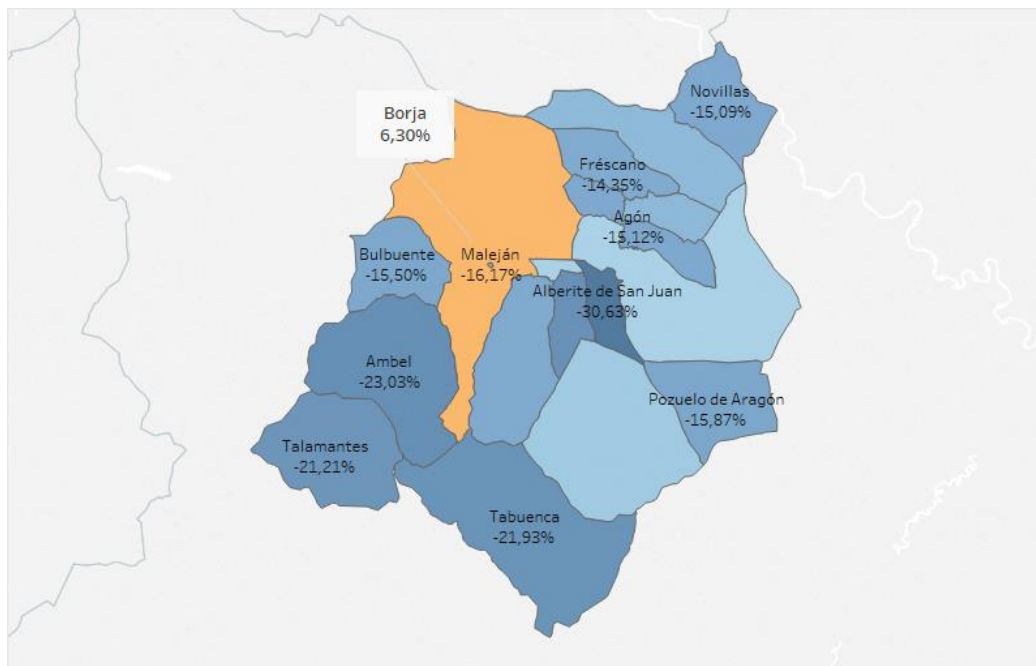 Novillas
-15,09%
Borja
6,30%
Fréscano
-14,35%
Agón
-15,12%
Bulbuente
-15,50%
Maleján
-16,17%
Alberite de San Juan
-30,63%
Ambel
-23,03%
Pozuelo de Aragón
-15,87%
Talamantes
-21,21%
Tabuenca
-21,93%